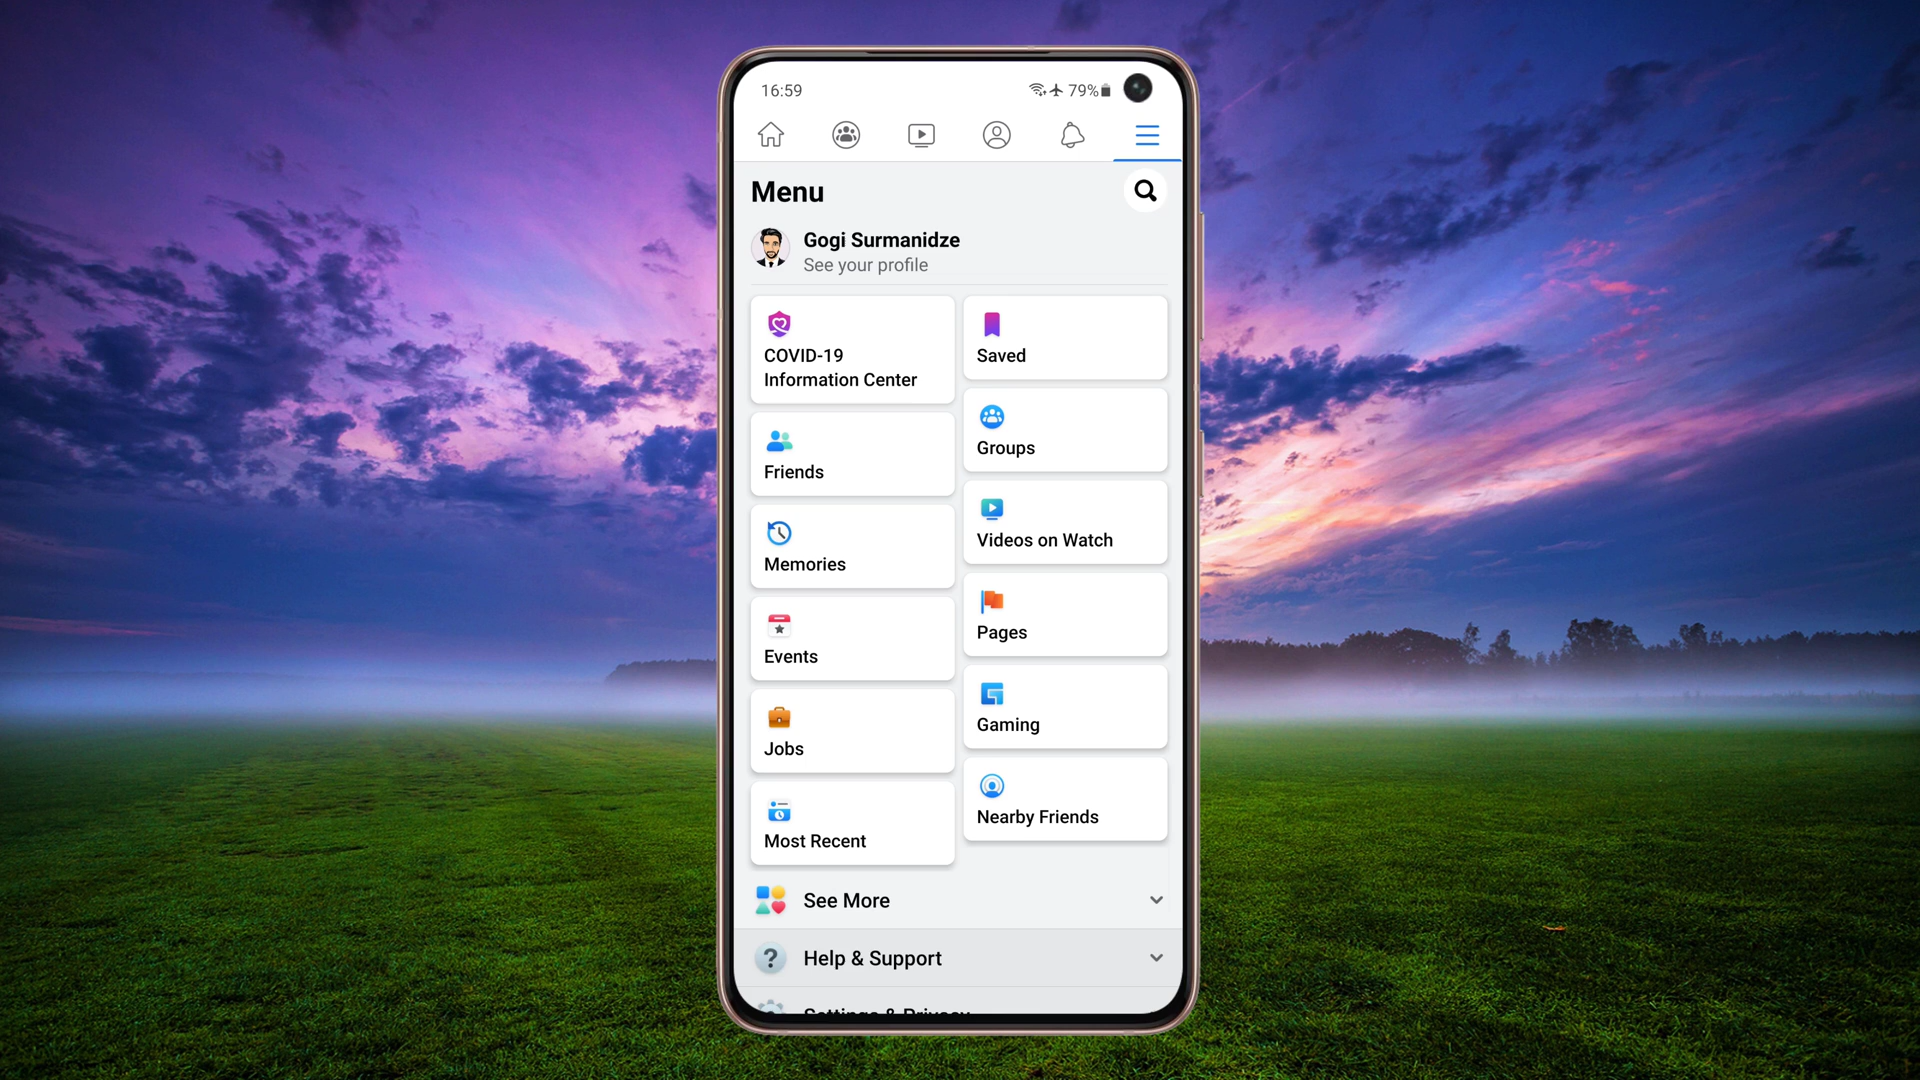 16:59
79%
Menu
Gogi Surmanidze
See your profile
COVID-19
Information Center
Saved
Friends
Groups
Memories
Videos on Watch
Events
Pages
Jobs
Gaming
Most Recent
Nearby Friends
See More
?
Help & Support
Settings & Privacy